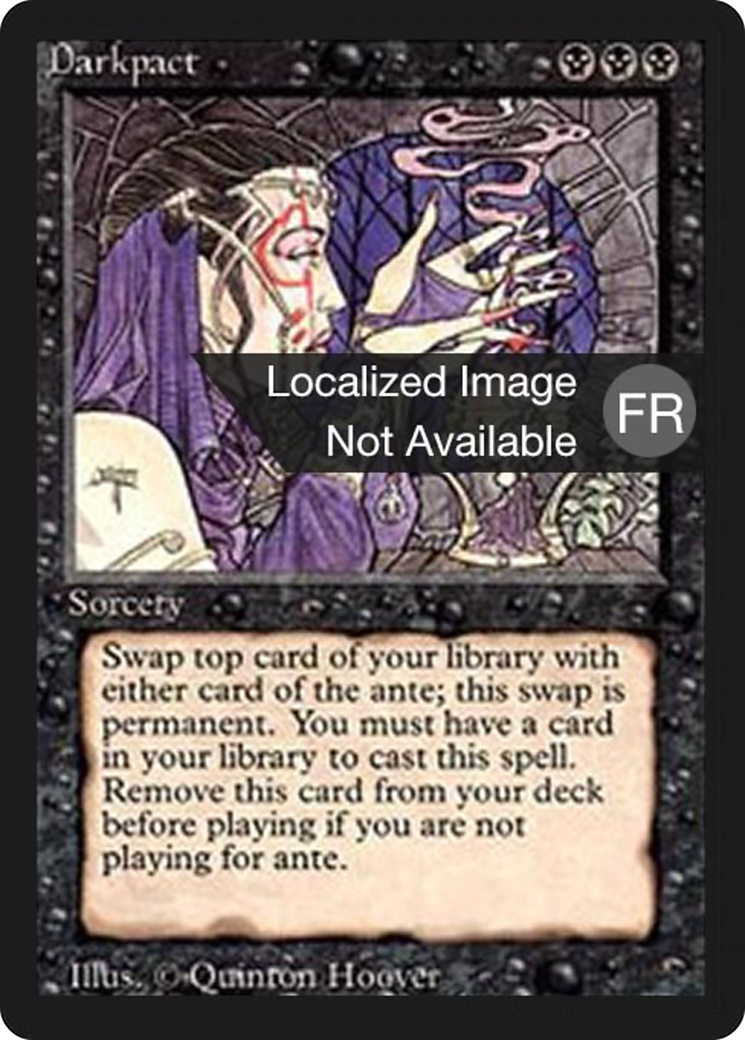 Darkpact
Localized Image
Not Available
FR
Sorcery
Swap top card of your library with
either card of the ante; this swap is
permanent. You must have a card
in your library to cast this spell.
Remove this card from your deck
before playing if you are not
playing for ante.
Illus. © Quinton Hoover